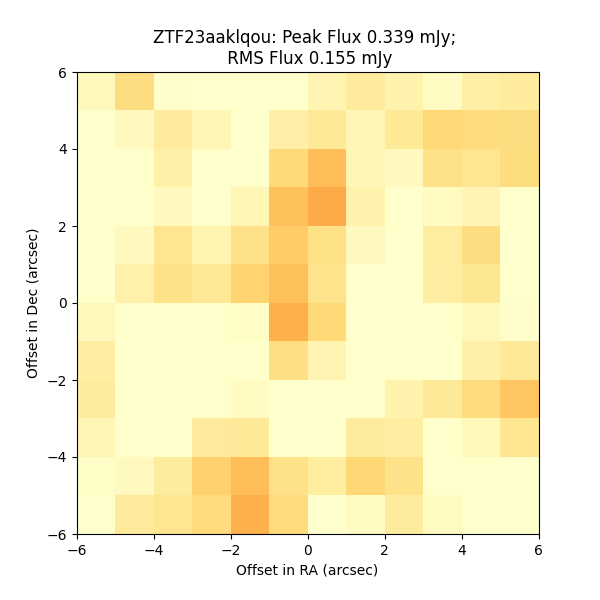 ZTF23aaklqou: Peak Flux 0.339 mJy;
RMS Flux 0.155 mJy
6
4
2
0
−2
−4
−6
Offset in Dec (arcsec)
−6 −4 −2 0 2 4 6
Offset in RA (arcsec)